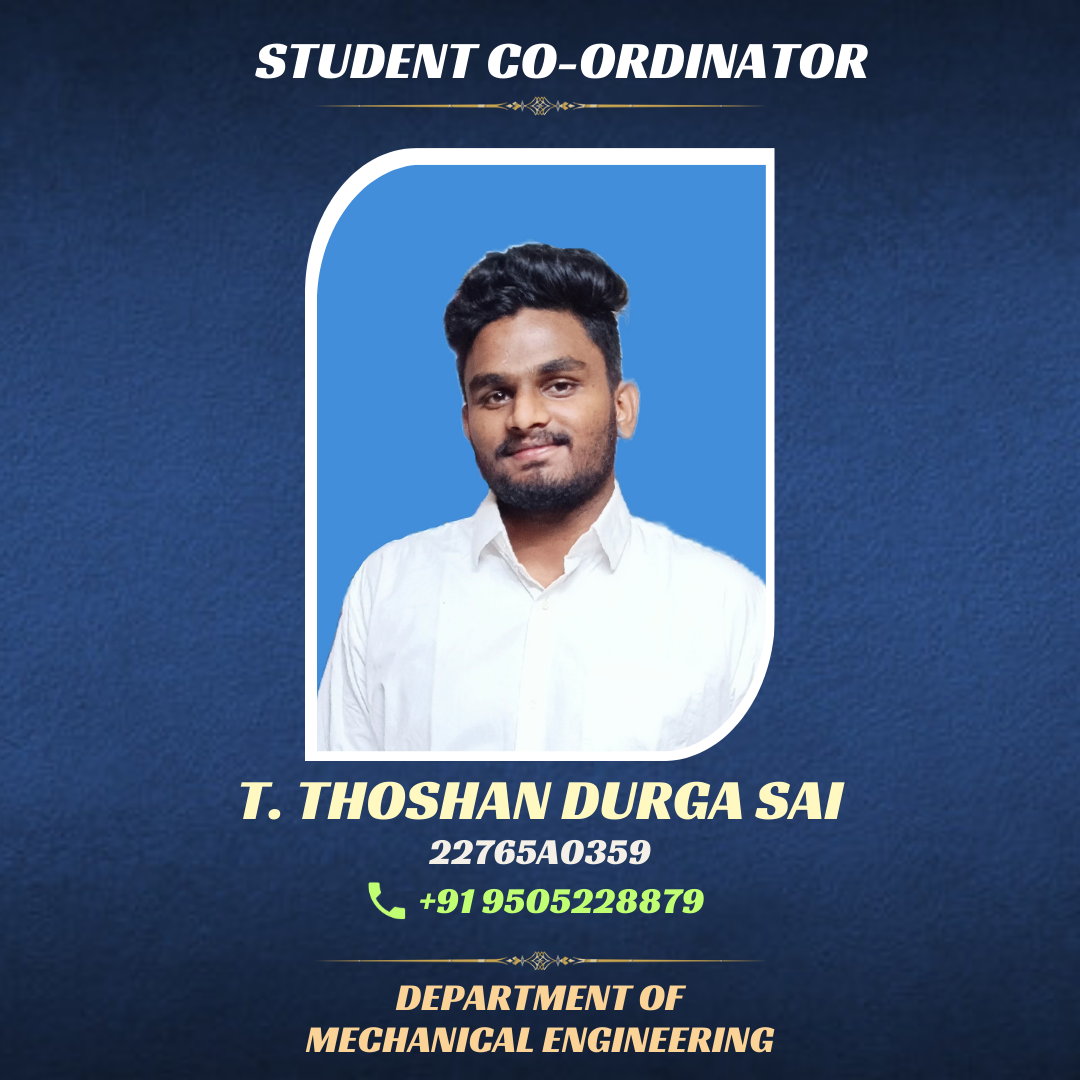 STUDENT CO-ORDINATOR
T. THOSHAN DURGA SAI
22765A0359
+91 9505228879
DEPARTMENT OF
MECHANICAL ENGINEERING